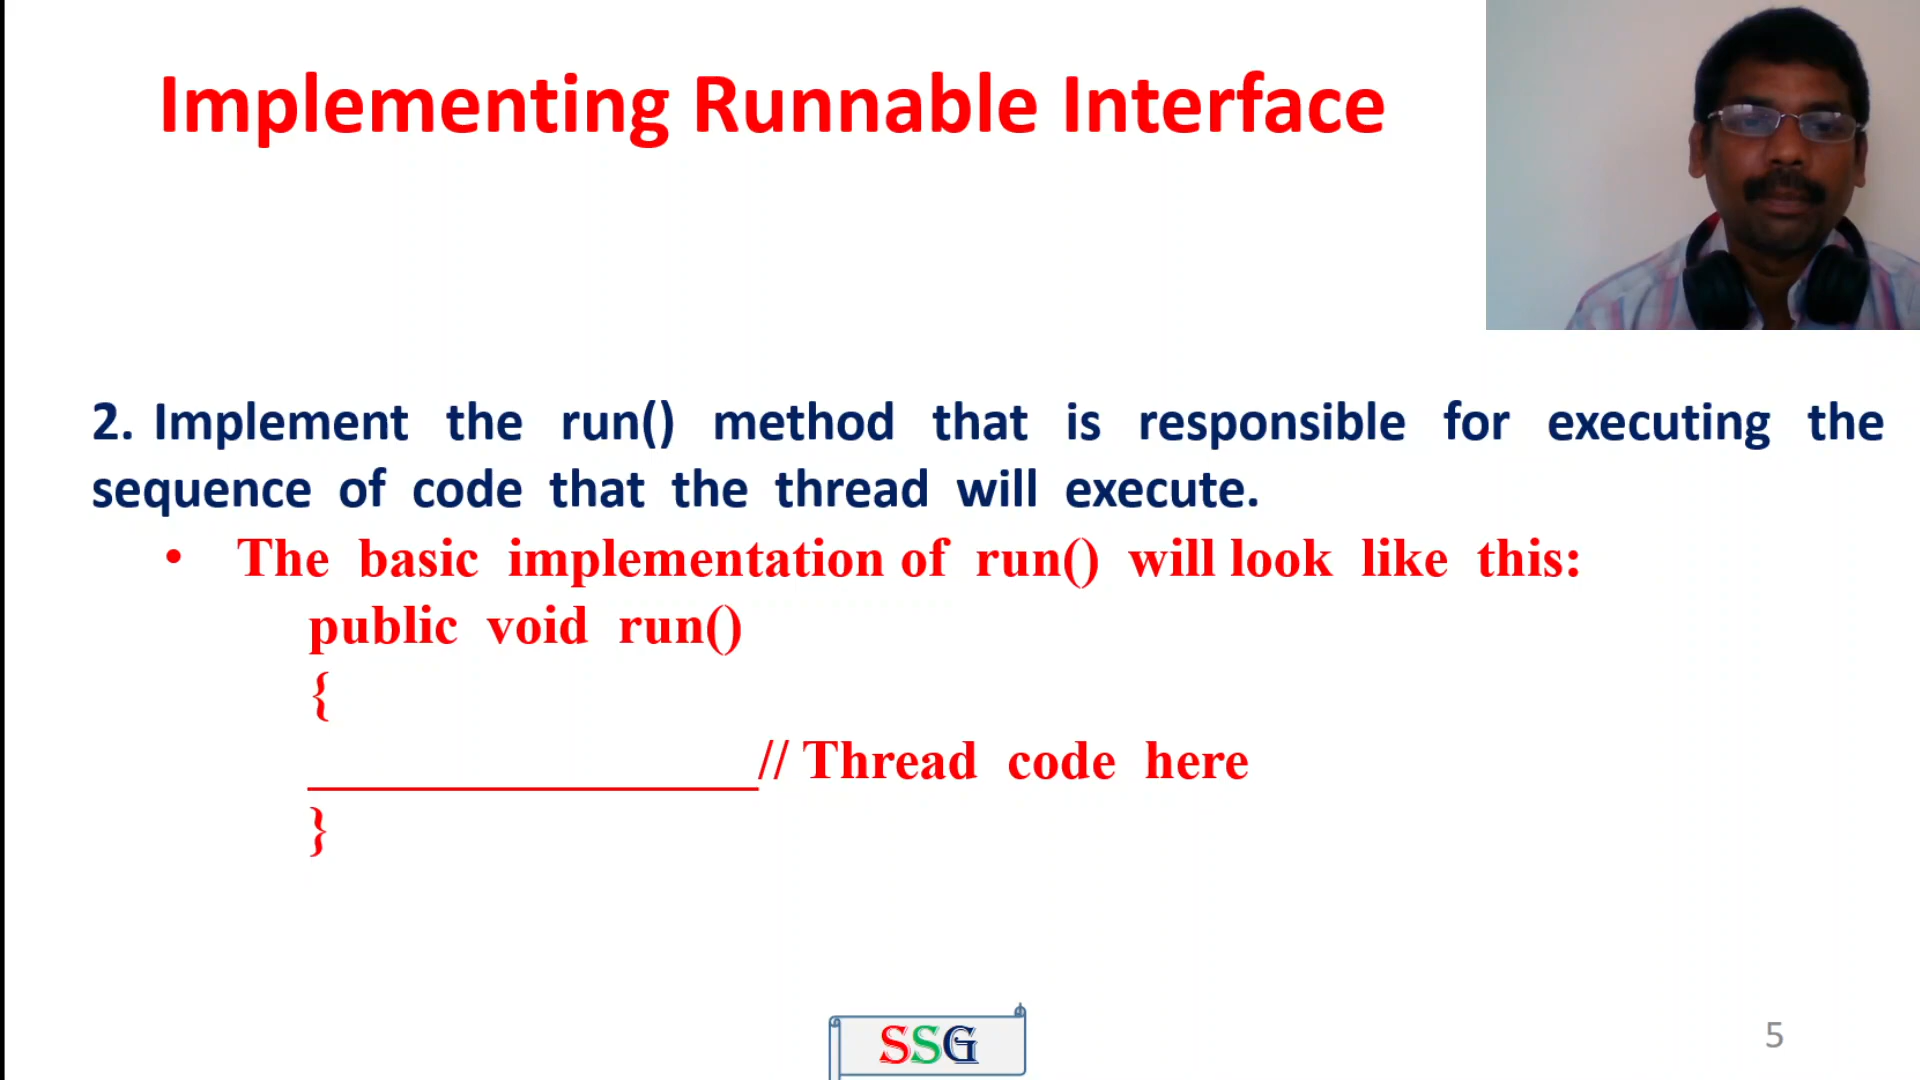 Implementing Runnable Interface
2. Implement the run() method that is responsible for executing the
sequence of code that the thread will execute.
• The basic implementation of run() will look like this:
public void run()
{
_______________// Thread code here
}
SSG
5